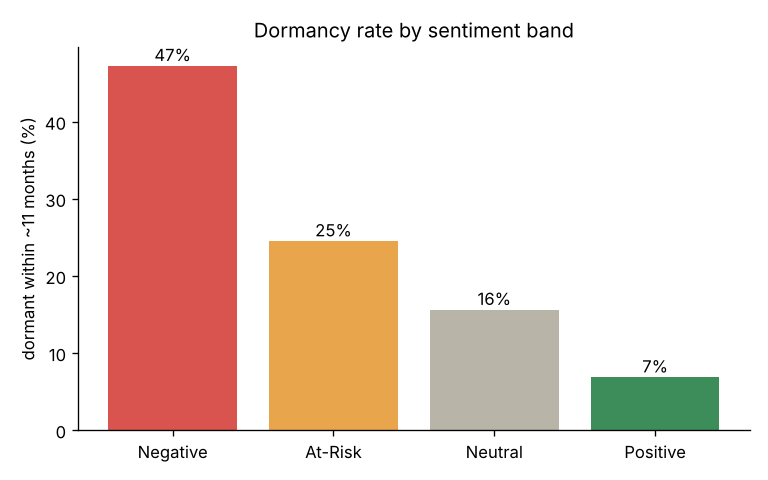 Dormancy rate by sentiment band
dormant within ~11 months (%)
40
30
20
10
0
47%
25%
16%
7%
Negative
At-Risk
Neutral
Positive